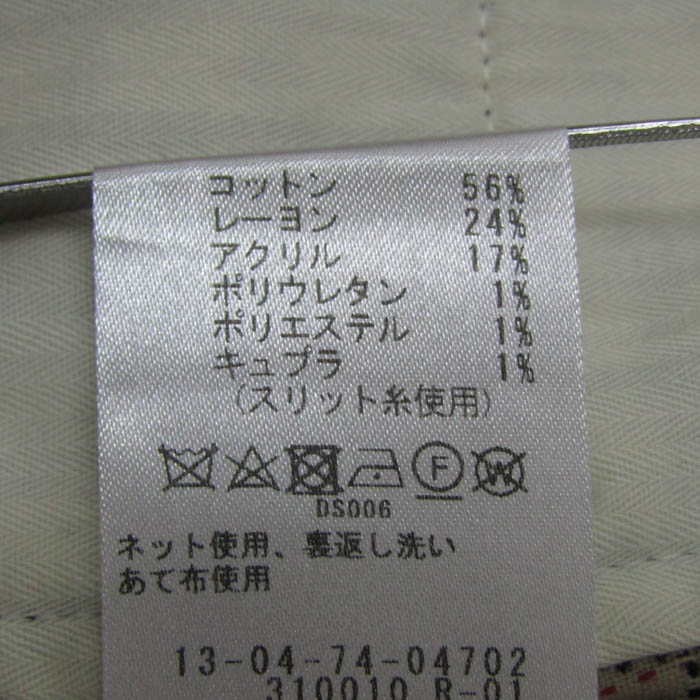 コットン 56%
レーヨン 24%
アクリル 17%
ポリウレタン 1%
ポリエステル 1%
キュプラ 1%
(スリット糸使用)
F W
DS006
ネット使用、裏返し洗い
あて布使用
13-04-74-04702
310010 R-01